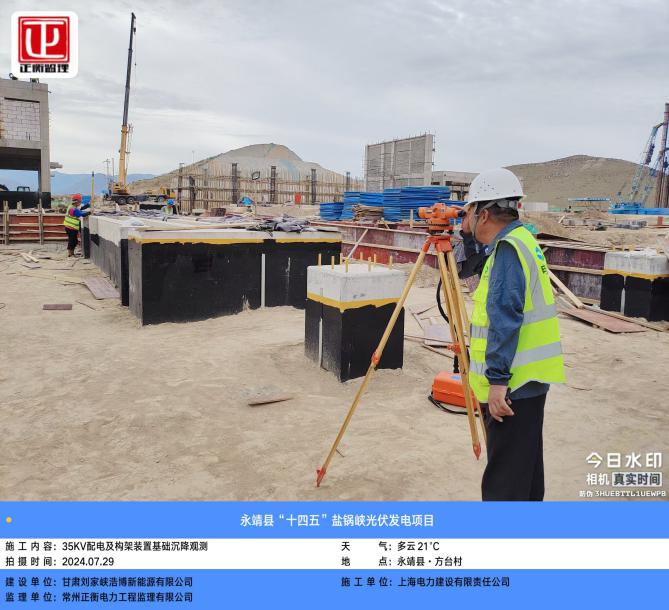 正衡监理
今日水印
相机 真实时间
防伪 3HUEBTTL1UEWPB
永靖县“十四五”盐锅峡光伏发电项目
施工内容: 35KV配电及构架装置基础沉降观测
天 气: 多云 21℃
拍摄时间: 2024.07.29
地 点: 永靖县·方台村
建设单位: 甘肃刘家峡浩博新能源有限公司
施工单位: 上海电力建设有限责任公司
监理单位: 常州正衡电力工程监理有限公司